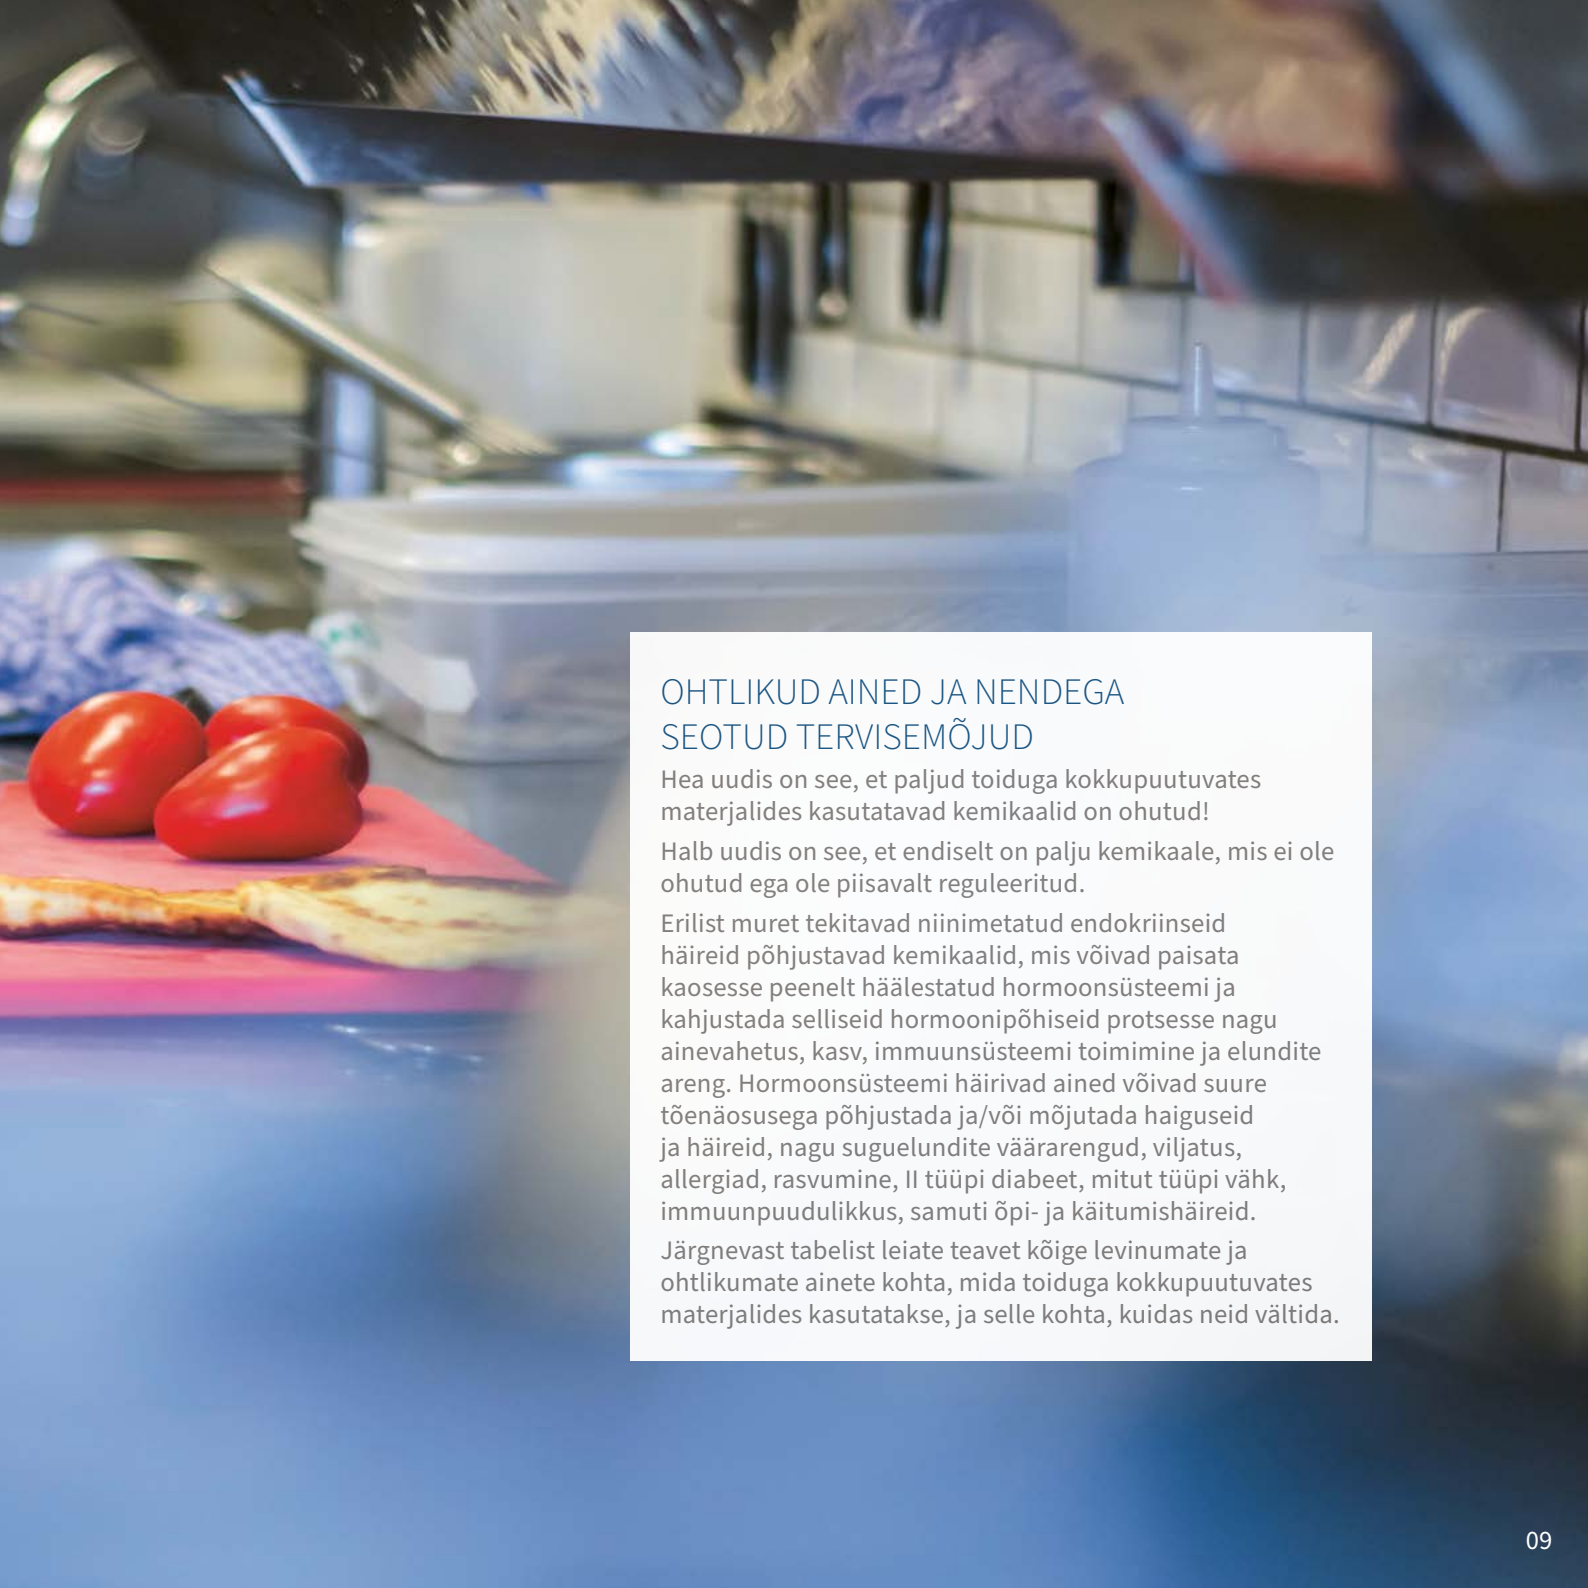 OHTLIKUD AINED JA NENDEGA
SEOTUD TERVISEMÕJUD
Hea uudis on see, et paljud toiduga kokkupuutuvates
materjalides kasutatavad kemikaalid on ohutud!
Halb uudis on see, et endiselt on palju kemikaale, mis ei ole
ohutud ega ole piisavalt reguleeritud.
Erilist muret tekitavad niinimetatud endokriinseid
häireid põhjustavad kemikaalid, mis võivad paisata
kaosesse peenelt häälestatud hormoonsüsteemi ja
kahjustada selliseid hormoonipõhiseid protsesse nagu
ainevahetus, kasv, immuunsüsteemi toimimine ja elundite
areng. Hormoonsüsteemi häirivad ained võivad suure
tõenäosusega põhjustada ja/või mõjutada haiguseid
ja häireid, nagu suguelundite väärarengud, viljatus,
allergiad, rasvumine, II tüüpi diabeet, mitut tüüpi vähk,
immuunpuudulikkus, samuti õpi- ja käitumishäireid.
Järgnevast tabelist leiate teavet kõige levinumate ja
ohtlikumate ainete kohta, mida toiduga kokkupuutuvates
materjalides kasutatakse, ja selle kohta, kuidas neid vältida.
09